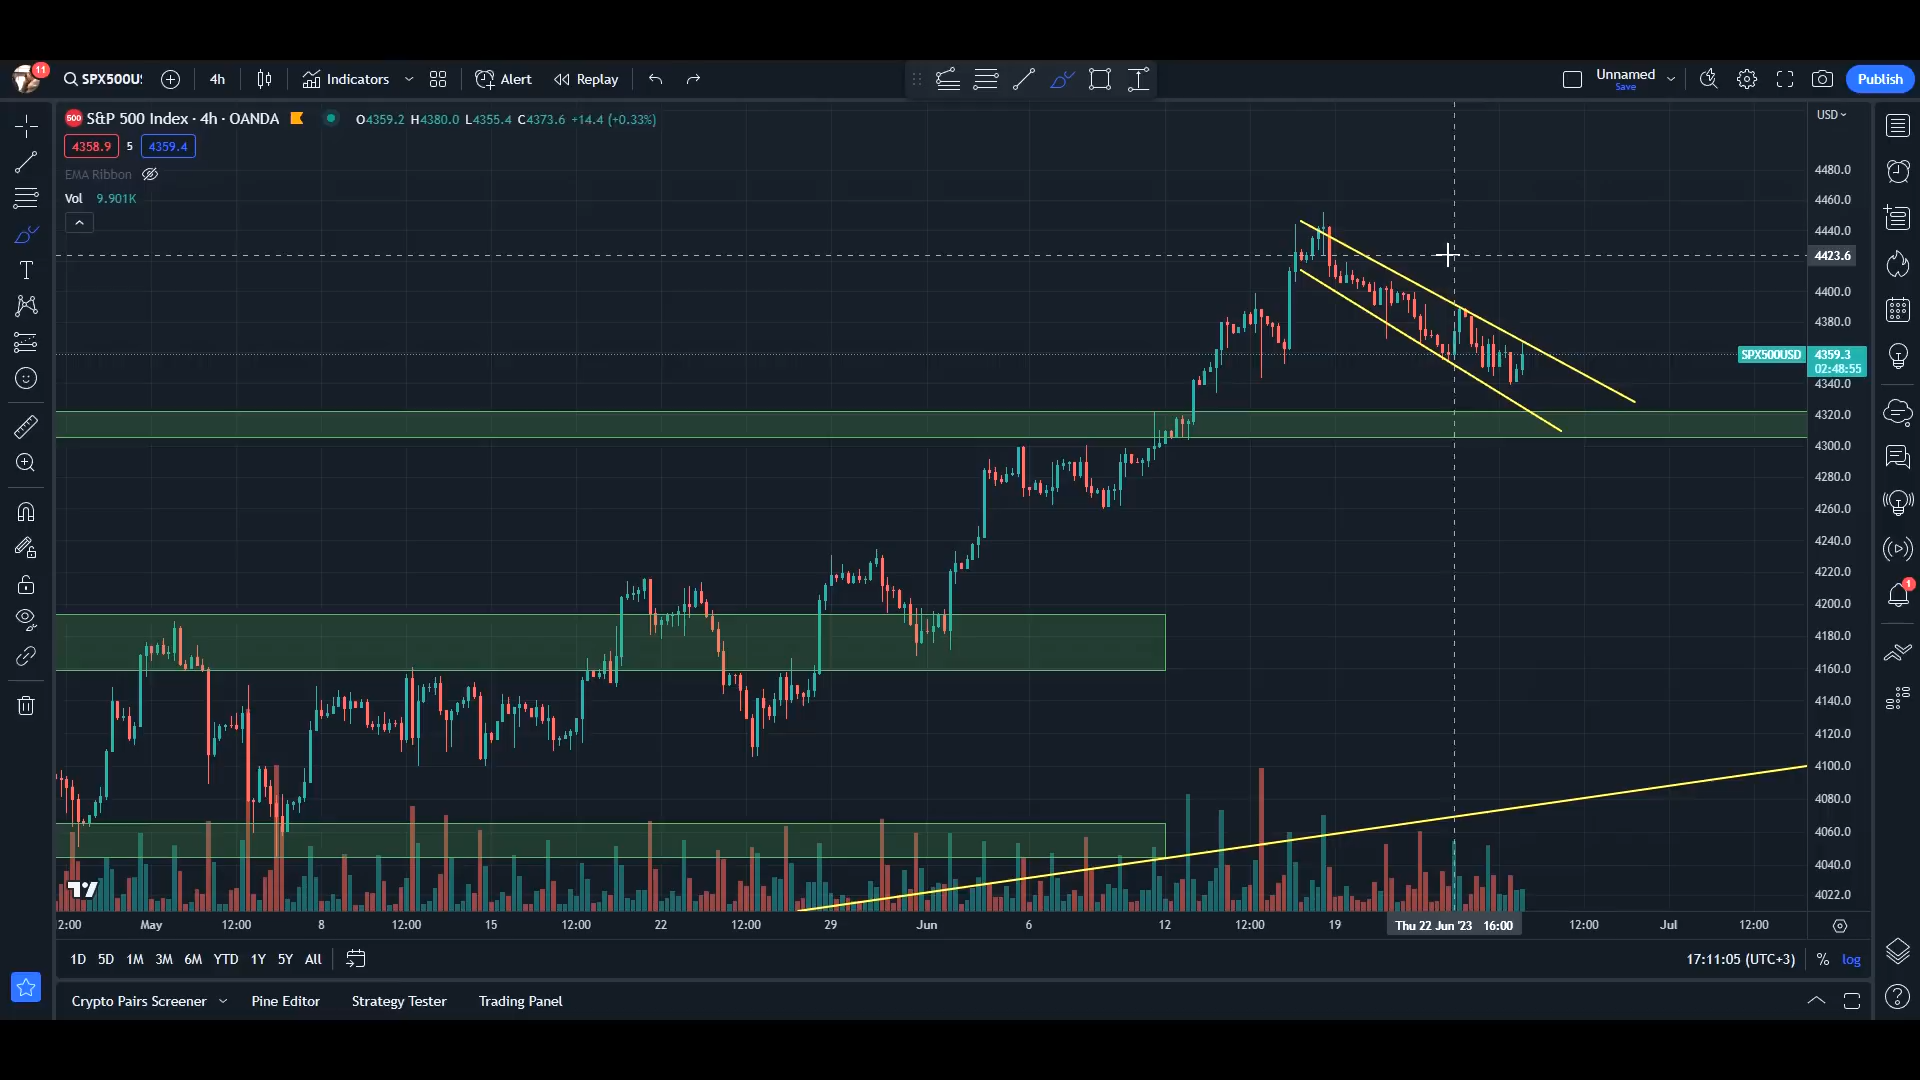 11
SPX500U
4h
Indicators
Alert
Replay
Unnamed
Save
Publish
500 S&P 500 Index · 4h · OANDA
O4359.2 H4380.0 L4355.4 C4373.6 +14.4 (+0.33%)
USD
4358.9 5 4359.4
EMA Ribbon
Vol 9.901K
4480.0
4460.0
4440.0
4423.6
4400.0
4380.0
SPX500USD 4359.3
02:48:55
4340.0
4320.0
4300.0
4280.0
4260.0
4240.0
4220.0
4200.0
4180.0
4160.0
4140.0
4120.0
4100.0
4080.0
4060.0
4040.0
4022.0
1
2:00 May 12:00 8 12:00 15 12:00 22 12:00 29 Jun 6 12 12:00 19 Thu 22 Jun '23 16:00 12:00 Jul 12:00
1D 5D 1M 3M 6M YTD 1Y 5Y All
17:11:05 (UTC+3) % log
Crypto Pairs Screener Pine Editor Strategy Tester Trading Panel